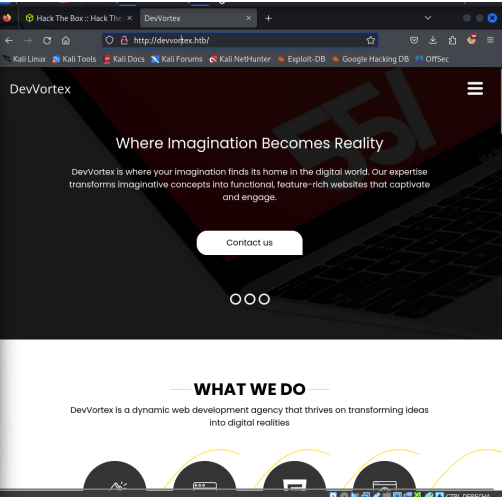 Hack The Box :: Hack The
DevVortex
http://devvortex.htb/
Kali Linux Kali Tools Kali Docs Kali Forums Kali NetHunter Exploit-DB Google Hacking DB OffSec
DevVortex
Where Imagination Becomes Reality
DevVortex is where your imagination finds its home in the digital world. Our expertise
transforms imaginative concepts into functional, feature-rich websites that captivate
and engage.
Contact us
WHAT WE DO
DevVortex is a dynamic web development agency that thrives on transforming ideas
into digital realities
CTRL DERECHA